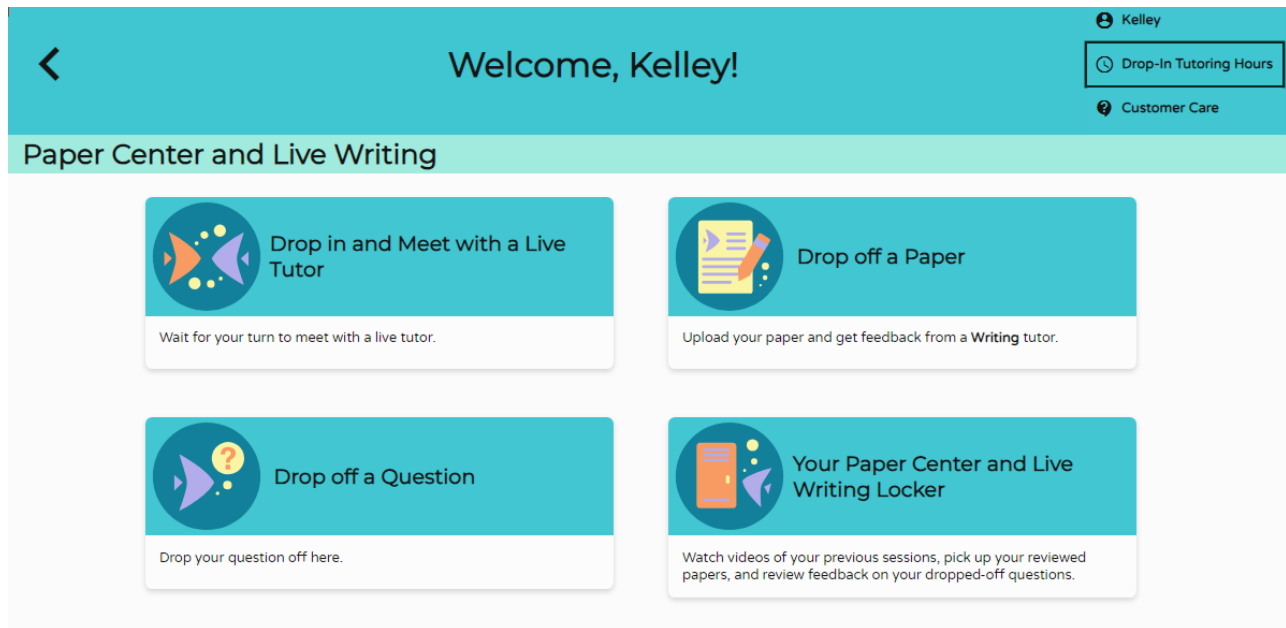 Welcome, Kelley!
Kelley
Drop-In Tutoring Hours
Customer Care
Paper Center and Live Writing
Drop in and Meet with a Live
Tutor
Wait for your turn to meet with a live tutor.
Drop off a Paper
Upload your paper and get feedback from a Writing tutor.
?
Drop off a Question
Drop your question off here.
Your Paper Center and Live
Writing Locker
Watch videos of your previous sessions, pick up your reviewed
papers, and review feedback on your dropped-off questions.